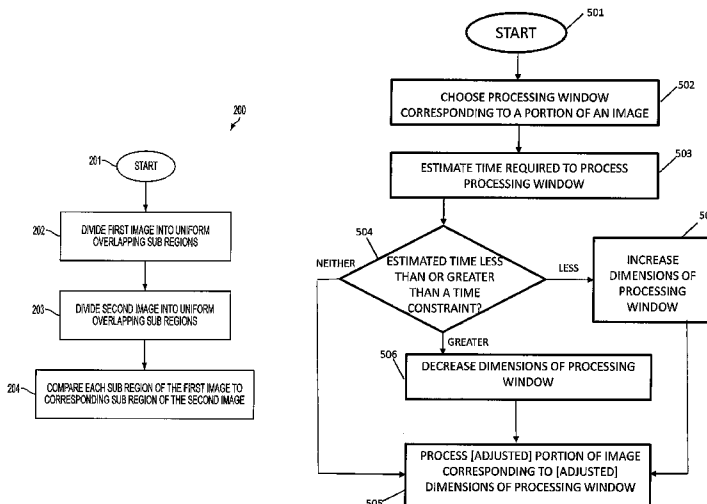 200
201
START
202
DIVIDE FIRST IMAGE INTO UNIFORM
OVERLAPPING SUB REGIONS
203
DIVIDE SECOND IMAGE INTO UNIFORM
OVERLAPPING SUB REGIONS
204
COMPARE EACH SUB REGION OF THE FIRST IMAGE TO
CORRESPONDING SUB REGION OF THE SECOND IMAGE
501
START
502
CHOOSE PROCESSING WINDOW
CORRESPONDING TO A PORTION OF AN IMAGE
503
ESTIMATE TIME REQUIRED TO PROCESS
PROCESSING WINDOW
504
NEITHER
ESTIMATED TIME LESS
THAN OR GREATER
THAN A TIME
CONSTRAINT?
LESS
INCREASE
DIMENSIONS OF
PROCESSING
WINDOW
GREATER
506
DECREASE DIMENSIONS OF PROCESSING
WINDOW
PROCESS [ADJUSTED] PORTION OF IMAGE
CORRESPONDING TO [ADJUSTED]
DIMENSIONS OF PROCESSING WINDOW
505